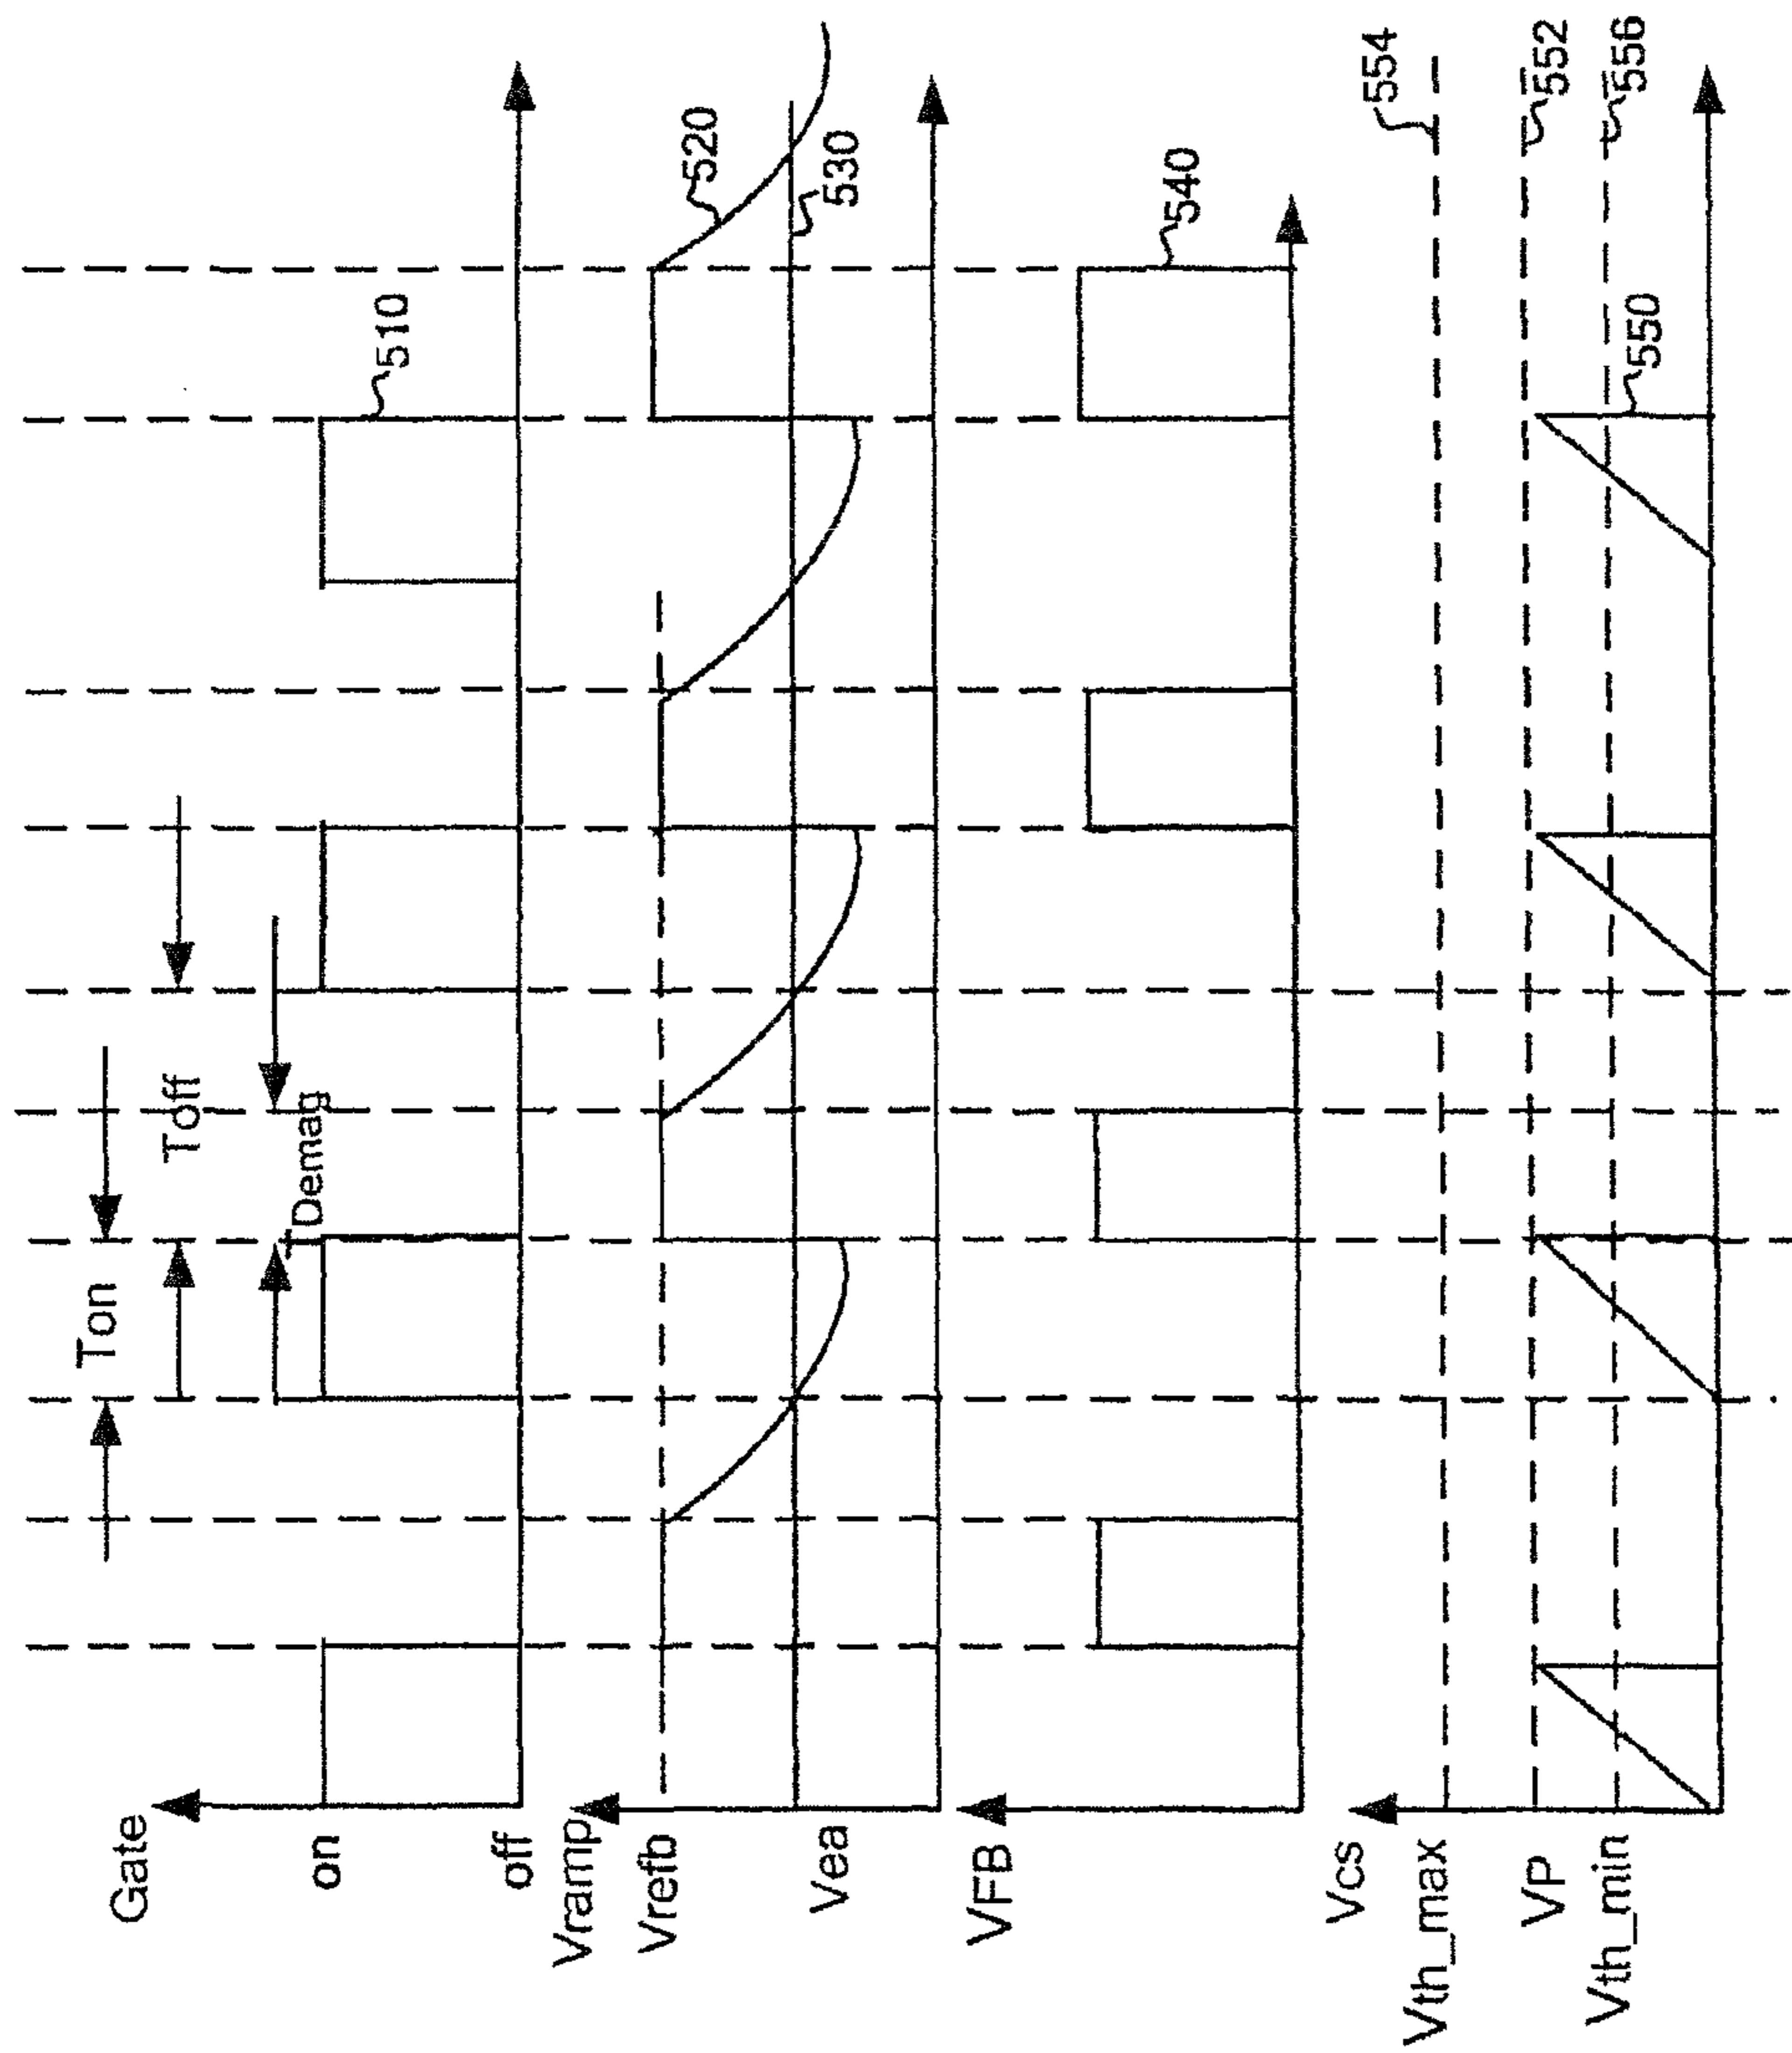 Gate
on
off
Ton
Toff
TDemag
510
Vramp
Vrefb
Vea
520
530
VFB
540
Vcs
Vth_max
VP
Vth_min
554
552
556
550